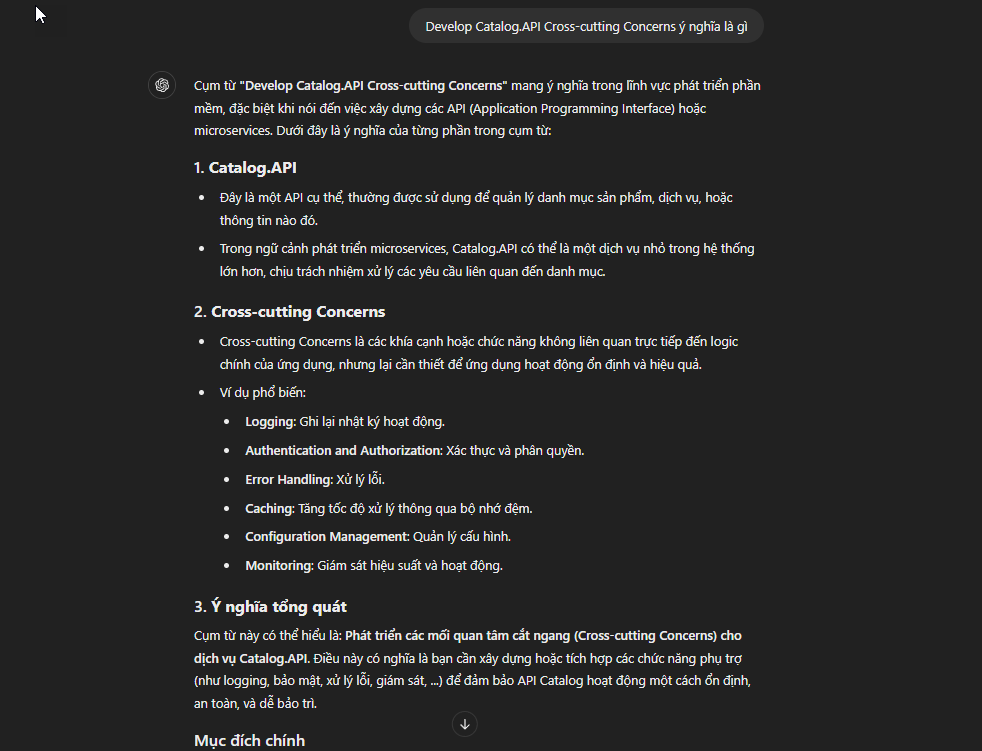 Develop Catalog.API Cross-cutting Concerns ý nghĩa là gì
Cụm từ "Develop Catalog.API Cross-cutting Concerns" mang ý nghĩa trong lĩnh vực phát triển phần
mềm, đặc biệt khi nói đến việc xây dựng các API (Application Programming Interface) hoặc
microservices. Dưới đây là ý nghĩa của từng phần trong cụm từ:
1. Catalog.API
• Đây là một API cụ thể, thường được sử dụng để quản lý danh mục sản phẩm, dịch vụ, hoặc
thông tin nào đó.
• Trong ngữ cảnh phát triển microservices, Catalog.API có thể là một dịch vụ nhỏ trong hệ thống
lớn hơn, chịu trách nhiệm xử lý các yêu cầu liên quan đến danh mục.
2. Cross-cutting Concerns
• Cross-cutting Concerns là các khía cạnh hoặc chức năng không liên quan trực tiếp đến logic
chính của ứng dụng, nhưng lại cần thiết để ứng dụng hoạt động ổn định và hiệu quả.
• Ví dụ phổ biến:
• Logging: Ghi lại nhật ký hoạt động.
• Authentication and Authorization: Xác thực và phân quyền.
• Error Handling: Xử lý lỗi.
• Caching: Tăng tốc độ xử lý thông qua bộ nhớ đệm.
• Configuration Management: Quản lý cấu hình.
• Monitoring: Giám sát hiệu suất và hoạt động.
3. Ý nghĩa tổng quát
Cụm từ này có thể hiểu là: Phát triển các mối quan tâm cắt ngang (Cross-cutting Concerns) cho
dịch vụ Catalog.API. Điều này có nghĩa là bạn cần xây dựng hoặc tích hợp các chức năng phụ trợ
(như logging, bảo mật, xử lý lỗi, giám sát, ...) để đảm bảo API Catalog hoạt động một cách ổn định,
an toàn, và dễ bảo trì.
Mục đích chính